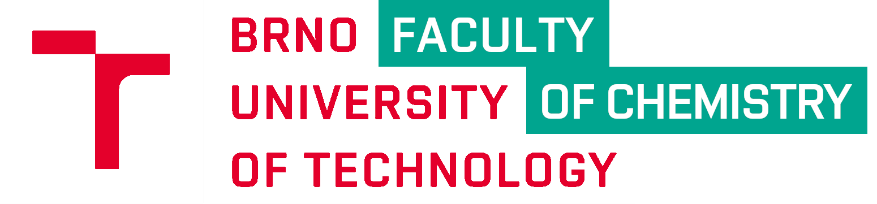 BRNO FACULTY
UNIVERSITY OF CHEMISTRY
OF TECHNOLOGY